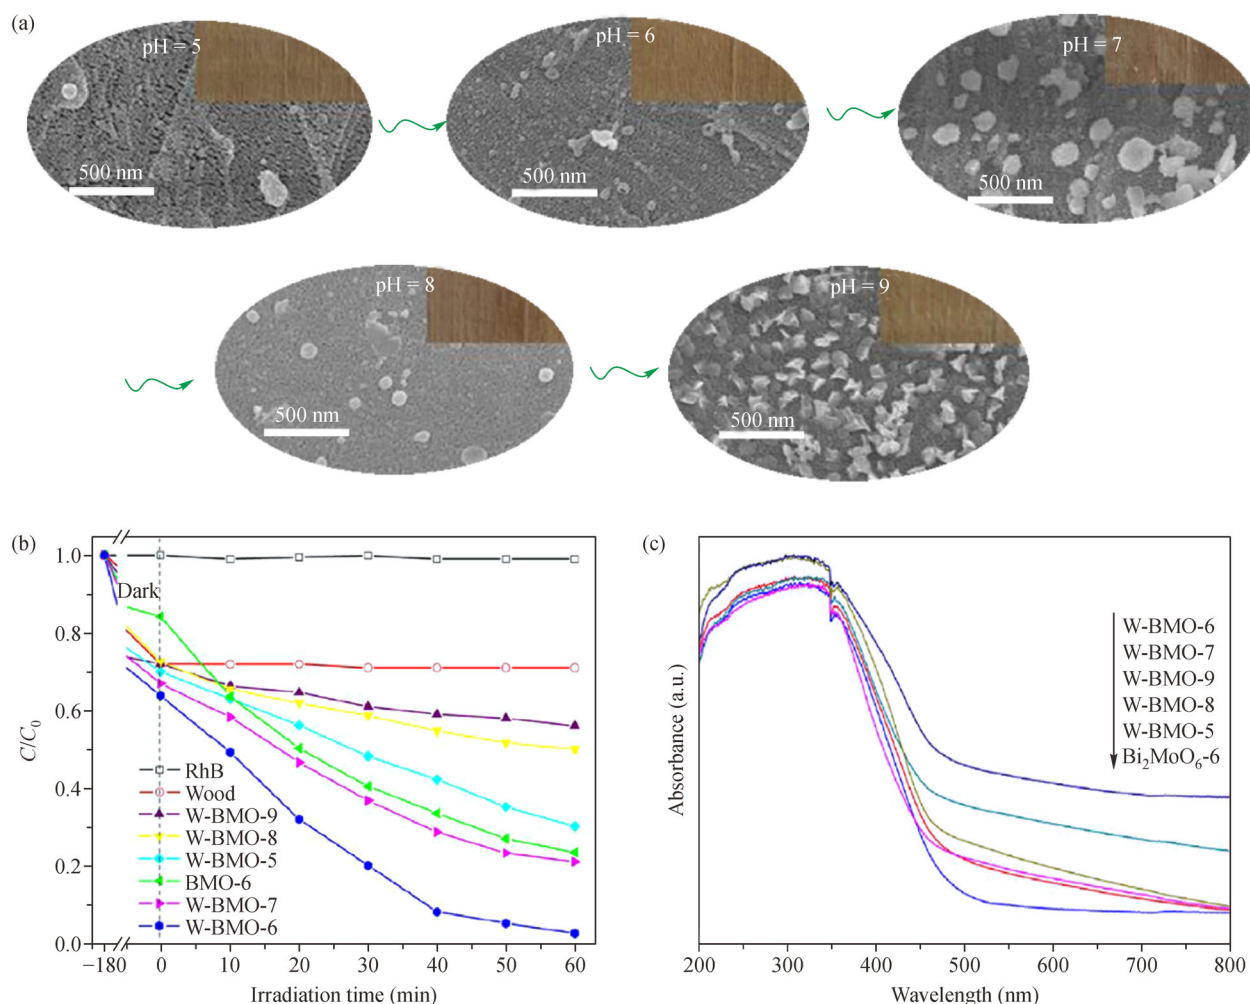 (a)
pH = 5
500 nm
pH = 6
500 nm
pH = 7
500 nm
pH = 8
500 nm
pH = 9
500 nm
(b)
C/C0
1.0
0.8
0.6
0.4
0.2
0.0
Dark
RhB
Wood
W-BMO-9
W-BMO-8
W-BMO-5
BMO-6
W-BMO-7
W-BMO-6
−180 0 10 20 30 40 50 60
Irradiation time (min)
(c)
Absorbance (a.u.)
W-BMO-6
W-BMO-7
W-BMO-9
W-BMO-8
W-BMO-5
Bi2MoO6-6
200 300 400 500 600 700 800
Wavelength (nm)